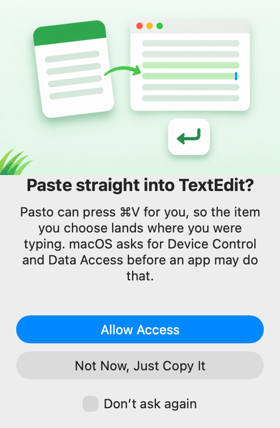 Paste straight into TextEdit?
Pasto can press ⌘V for you, so the item
you choose lands where you were
typing. macOS asks for Device Control
and Data Access before an app may do
that.
Allow Access
Not Now, Just Copy It
Don’t ask again